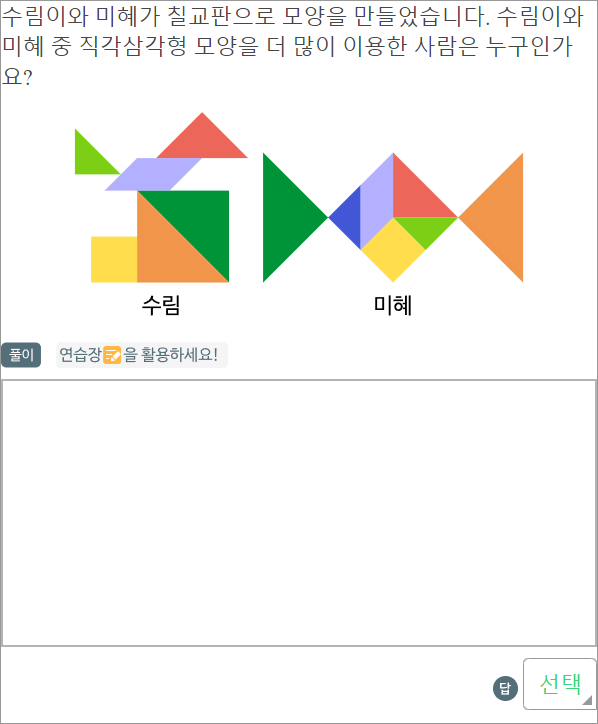 수림이와 미혜가 칠교판으로 모양을 만들었습니다. 수림이와
미혜 중 직각삼각형 모양을 더 많이 이용한 사람은 누구인가
요?
수림
미혜
풀이
연습장을 활용하세요!
답
선택